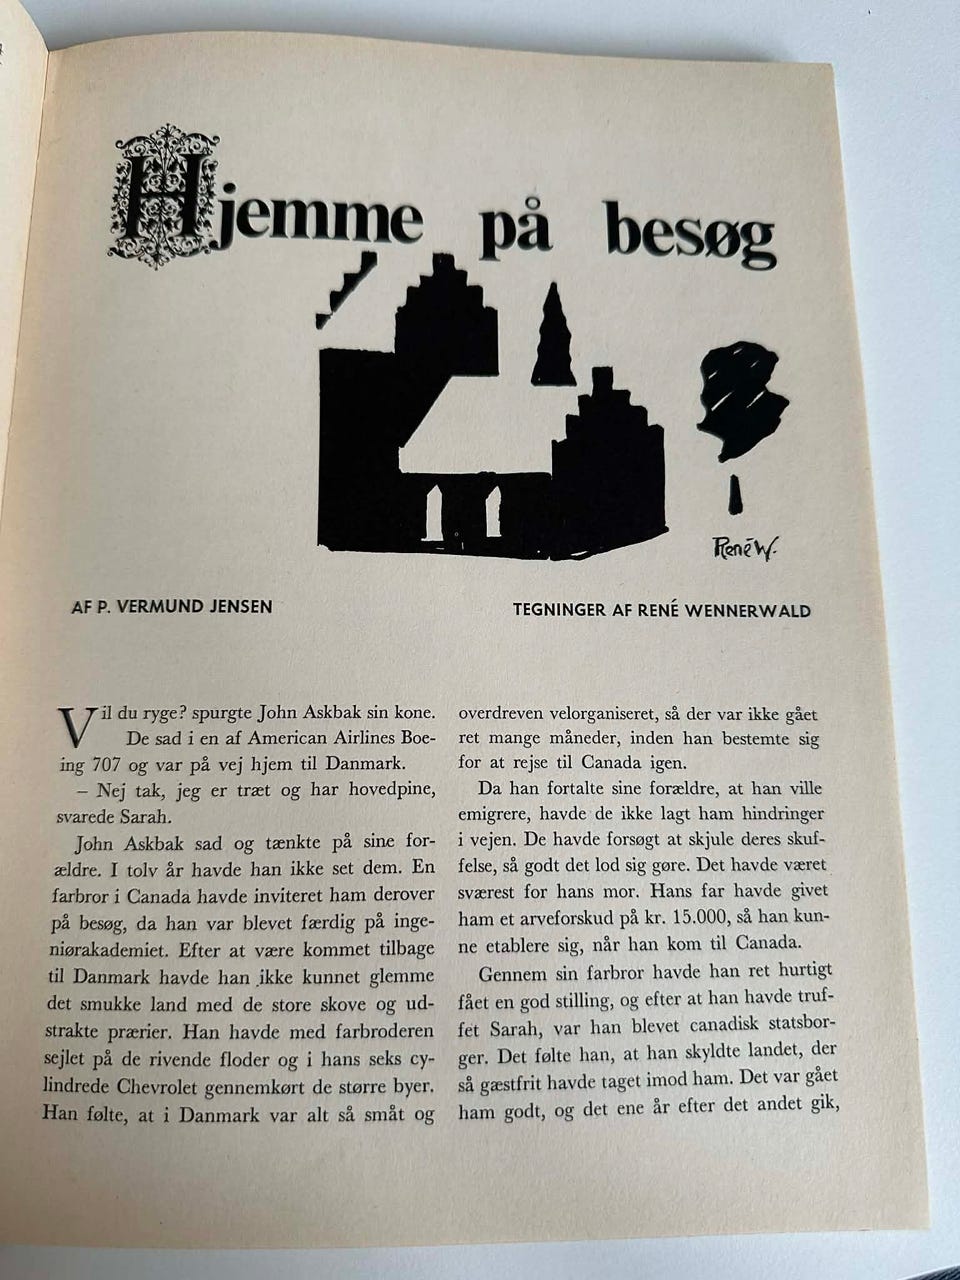 Hjemme på besøg
René W.
AF P. VERMUND JENSEN
TEGNINGER AF RENÉ WENNERWALD
Vil du ryge? spurgte John Askbak sin kone.
De sad i en af American Airlines Boe-
ing 707 og var på vej hjem til Danmark.
– Nej tak, jeg er træt og har hovedpine,
svarede Sarah.
John Askbak sad og tænkte på sine for-
ældre. I tolv år havde han ikke set dem. En
farbror i Canada havde inviteret ham derover
på besøg, da han var blevet færdig på inge-
niørakademiet. Efter at være kommet tilbage
til Danmark havde han ikke kunnet glemme
det smukke land med de store skove og ud-
strakte prærier. Han havde med farbroderen
sejlet på de rivende floder og i hans seks cy-
lindrede Chevrolet gennemkørt de større byer.
Han følte, at i Danmark var alt så småt og
overdreven velorganiseret, så der var ikke gået
ret mange måneder, inden han bestemte sig
for at rejse til Canada igen.
Da han fortalte sine forældre, at han ville
emigrere, havde de ikke lagt ham hindringer
i vejen. De havde forsøgt at skjule deres skuf-
felse, så godt det lod sig gøre. Det havde været
sværest for hans mor. Hans far havde givet
ham et arveforskud på kr. 15.000, så han kun-
ne etablere sig, når han kom til Canada.
Gennem sin farbror havde han ret hurtigt
fået en god stilling, og efter at han havde truf-
fet Sarah, var han blevet canadisk statsbor-
ger. Det følte han, at han skyldte landet, der
så gæstfrit havde taget imod ham. Det var gået
ham godt, og det ene år efter det andet gik,